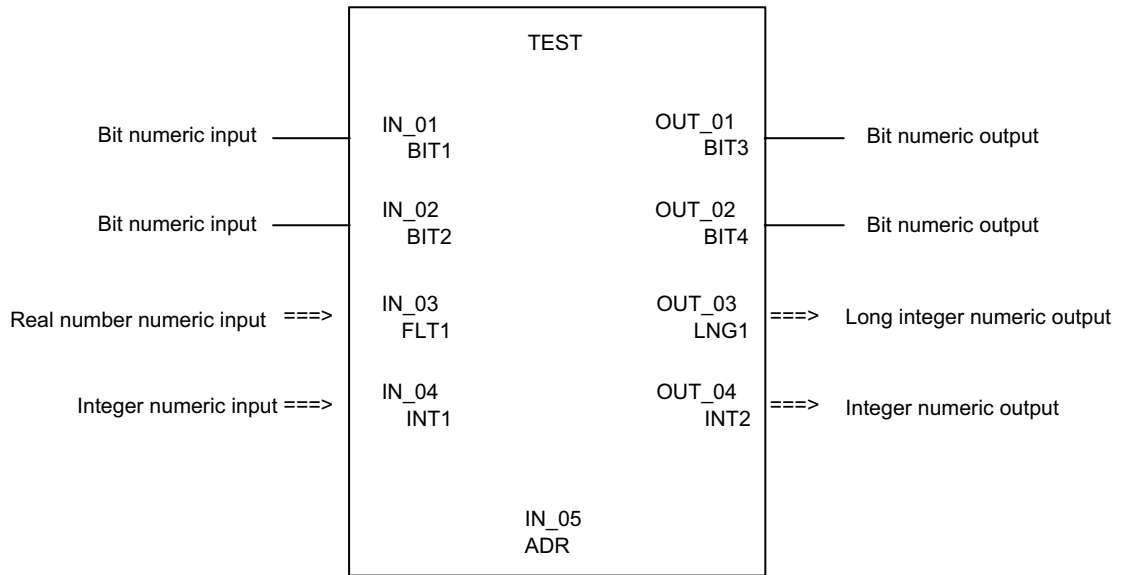 TEST
Bit numeric input IN_01 OUT_01 Bit numeric output
BIT1 BIT3
Bit numeric input IN_02 OUT_02 Bit numeric output
BIT2 BIT4
Real number numeric input ===> IN_03 OUT_03 ===> Long integer numeric output
FLT1 LNG1
Integer numeric input ===> IN_04 OUT_04 ===> Integer numeric output
INT1 INT2
IN_05
ADR